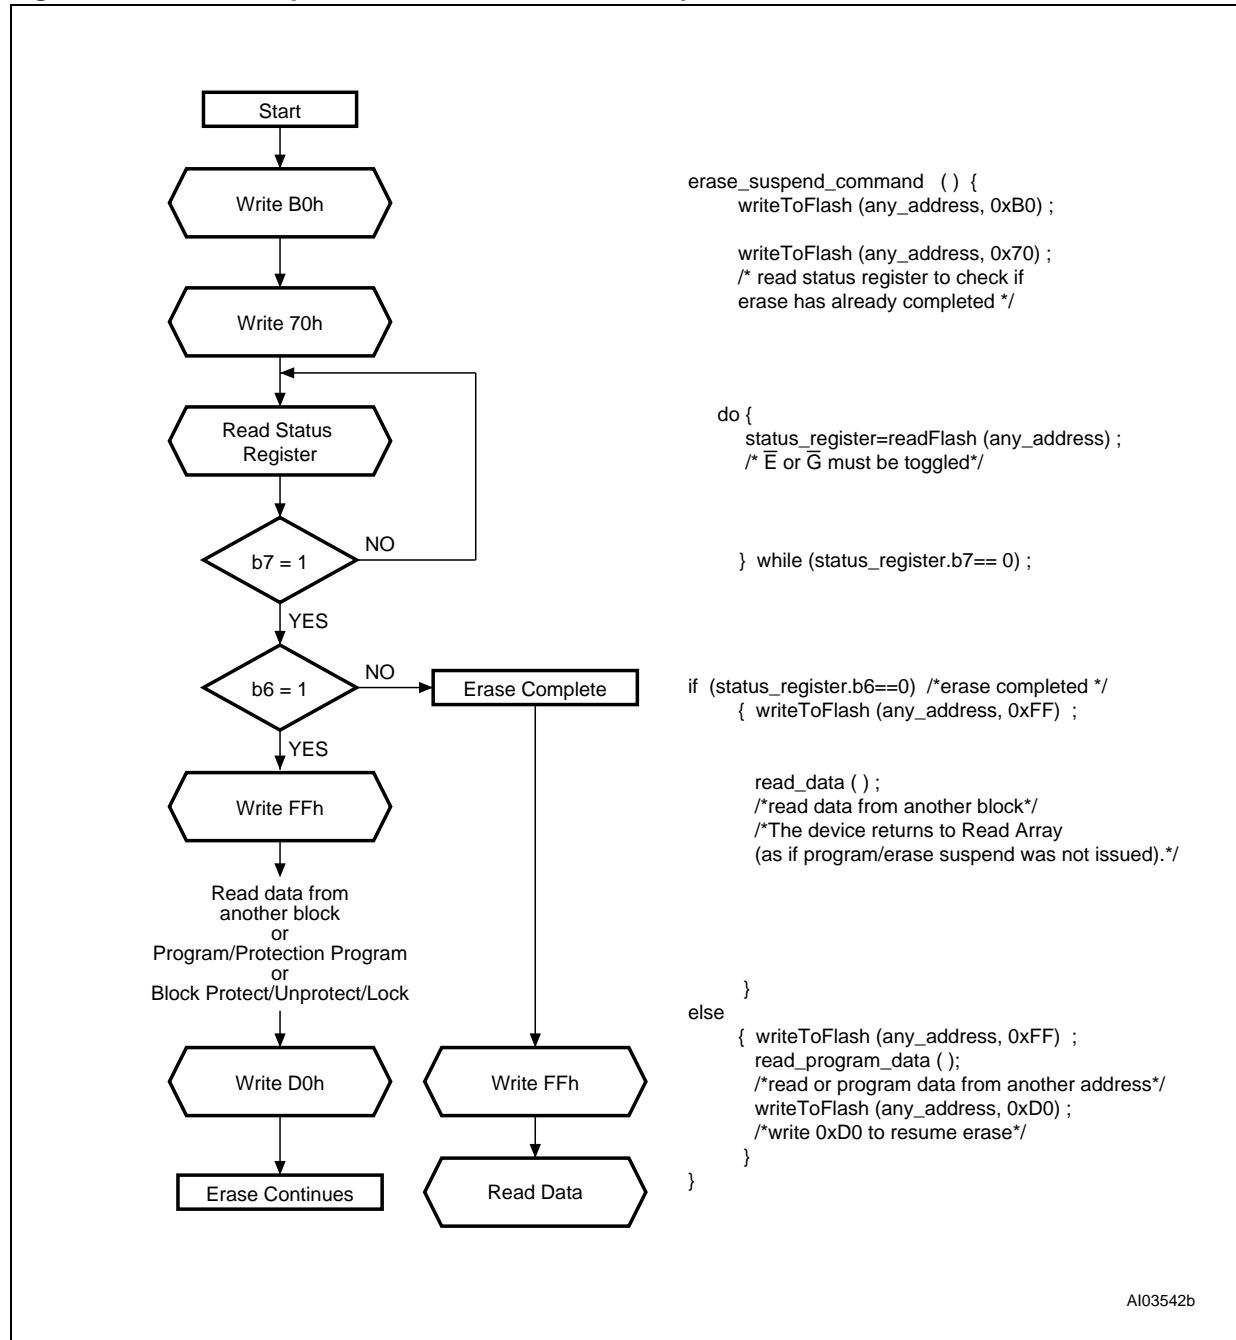 Start
Write B0h
Write 70h
Read Status
Register
b7 = 1
NO
YES
b6 = 1
NO
Erase Complete
YES
Write FFh
Read data from
another block
or
Program/Protection Program
or
Block Protect/Unprotect/Lock
Write D0h
Write FFh
Erase Continues
Read Data
erase_suspend_command ( ) {
writeToFlash (any_address, 0xB0) ;
writeToFlash (any_address, 0x70) ;
/* read status register to check if
erase has already completed */
do {
status_register=readFlash (any_address) ;
/* E̅ or G̅ must be toggled*/
} while (status_register.b7== 0) ;
if (status_register.b6==0) /*erase completed */
{ writeToFlash (any_address, 0xFF) ;
read_data ( ) ;
/*read data from another block*/
/*The device returns to Read Array
(as if program/erase suspend was not issued).*/
}
else
{ writeToFlash (any_address, 0xFF) ;
read_program_data ( );
/*read or program data from another address*/
writeToFlash (any_address, 0xD0) ;
/*write 0xD0 to resume erase*/
}
}
AI03542b